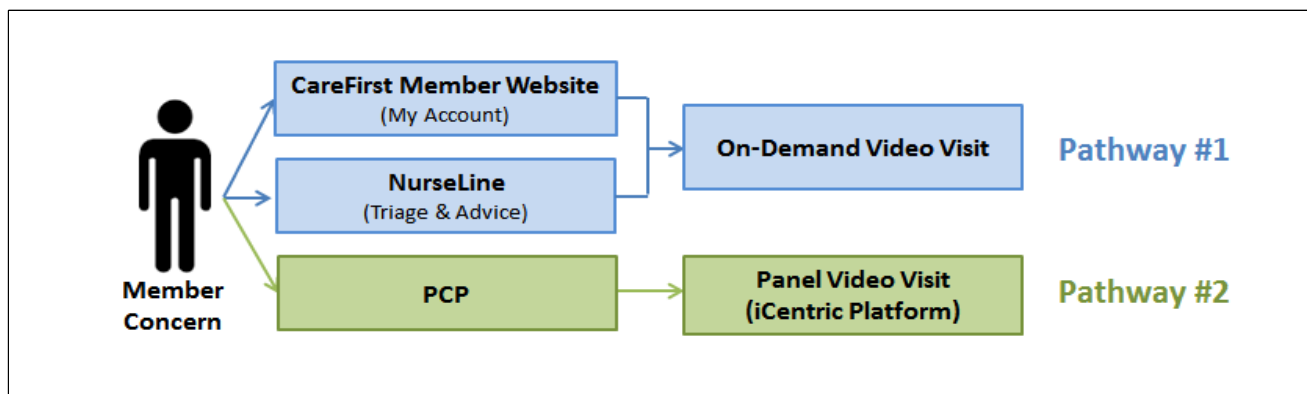 CareFirst Member Website
(My Account)
On-Demand Video Visit
Pathway #1
NurseLine
(Triage & Advice)
Member
Concern
PCP
Panel Video Visit
(iCentric Platform)
Pathway #2